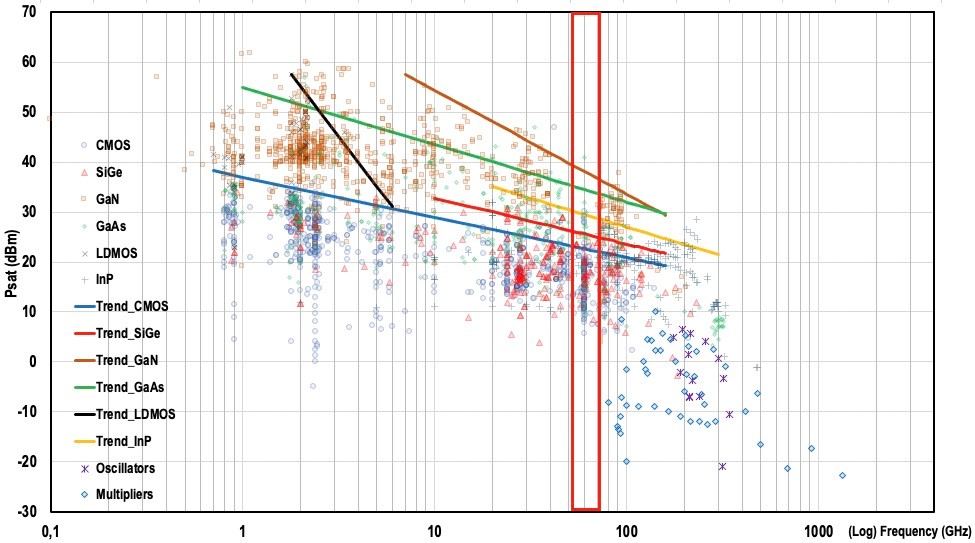 70
60
50
40
30
20
10
0
-10
-20
-30
Psat (dBm)
CMOS
SiGe
GaN
GaAs
LDMOS
InP
Trend_CMOS
Trend_SiGe
Trend_GaN
Trend_GaAs
Trend_LDMOS
Trend_InP
Oscillators
Multipliers
0,1 1 10 100 1000 (Log) Frequency (GHz)